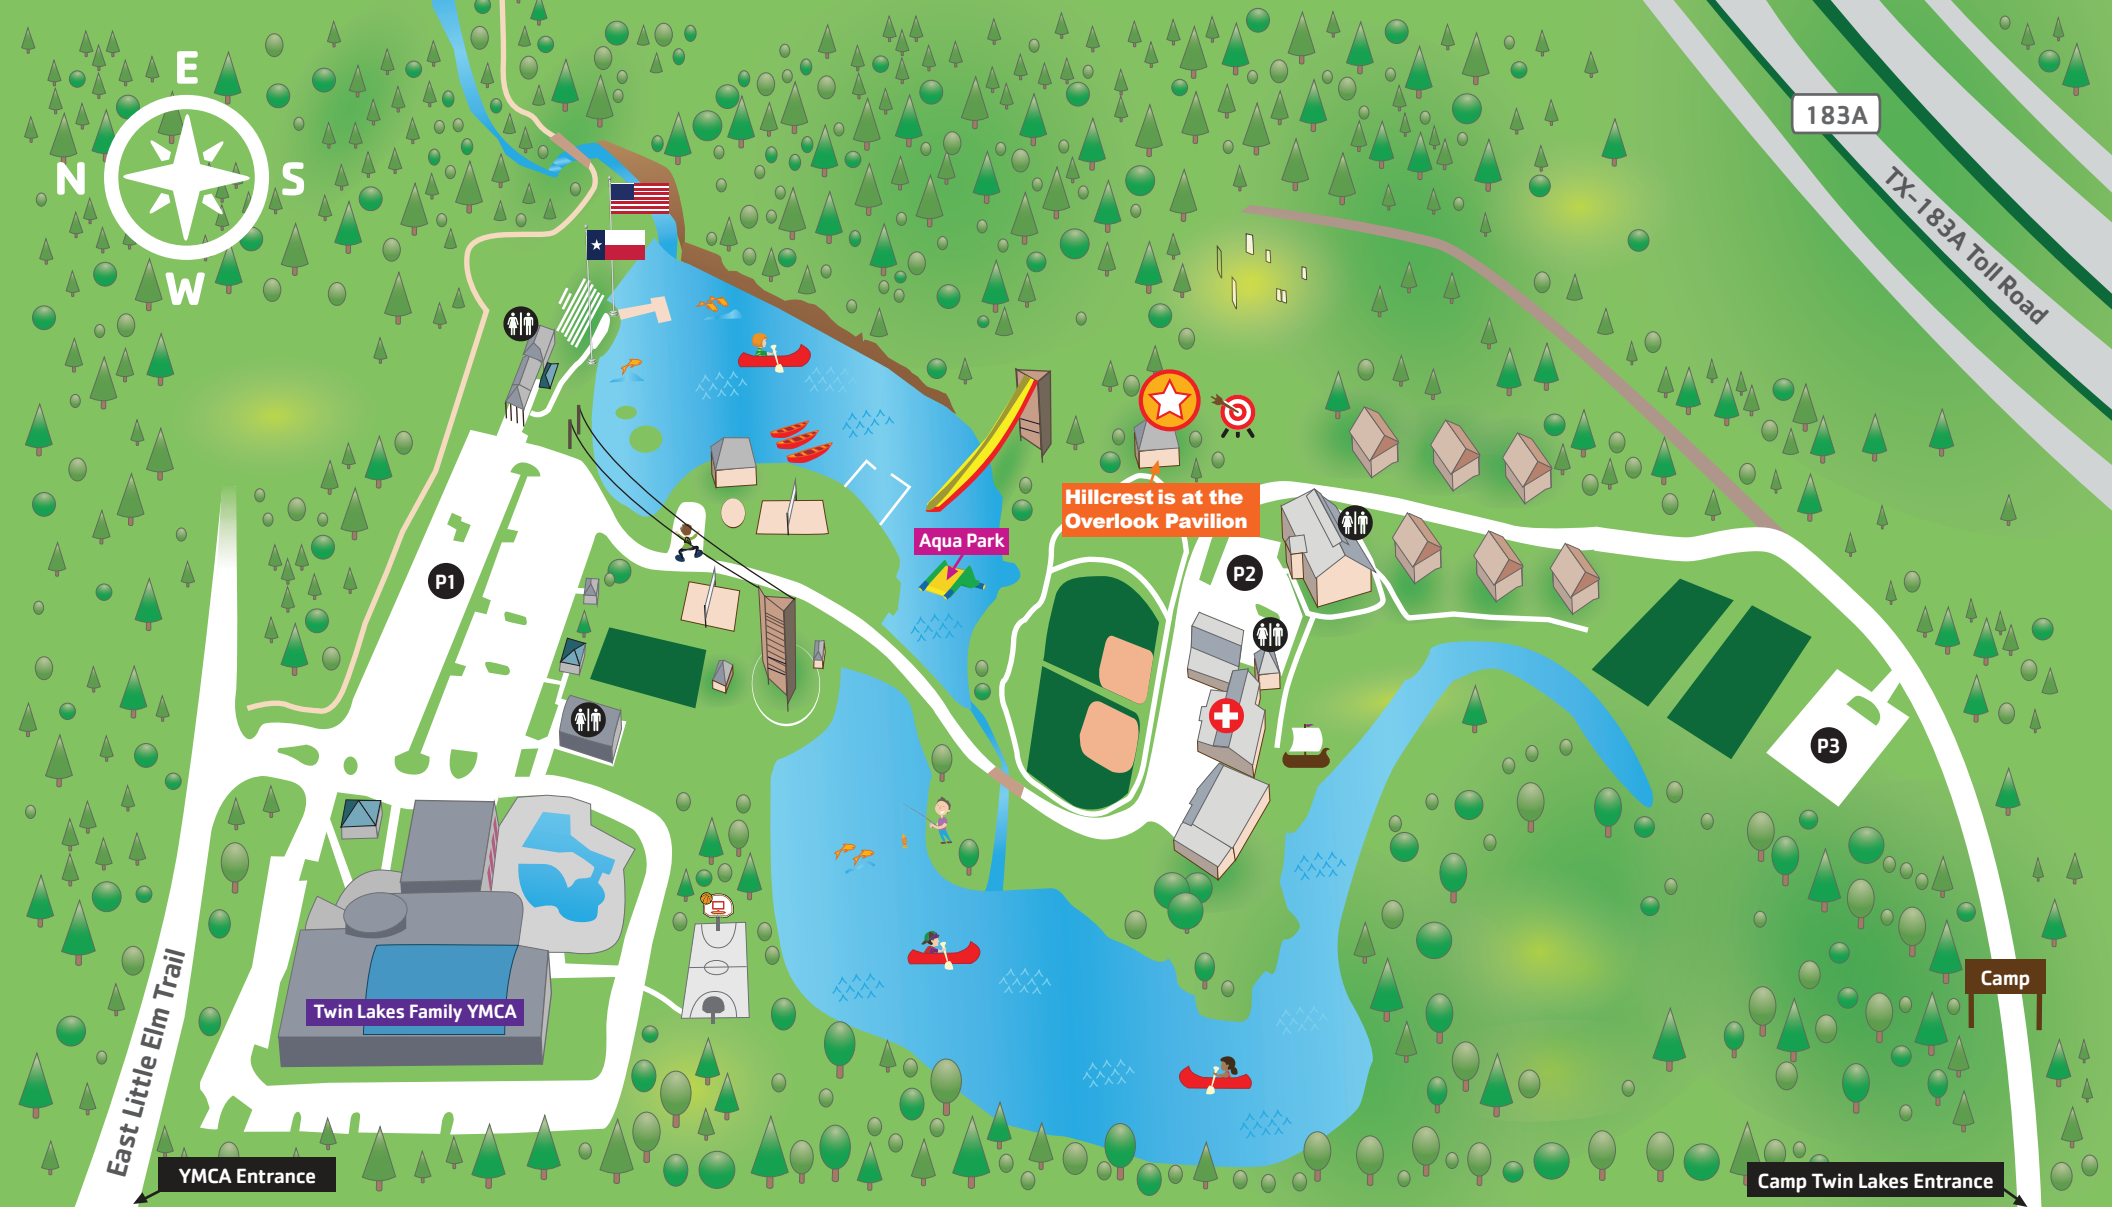 E
N
S
W
183A
TX-183A Toll Road
Hillcrest is at the
Overlook Pavilion
Aqua Park
P1
P2
P3
Twin Lakes Family YMCA
East Little Elm Trail
Camp
YMCA Entrance
Camp Twin Lakes Entrance